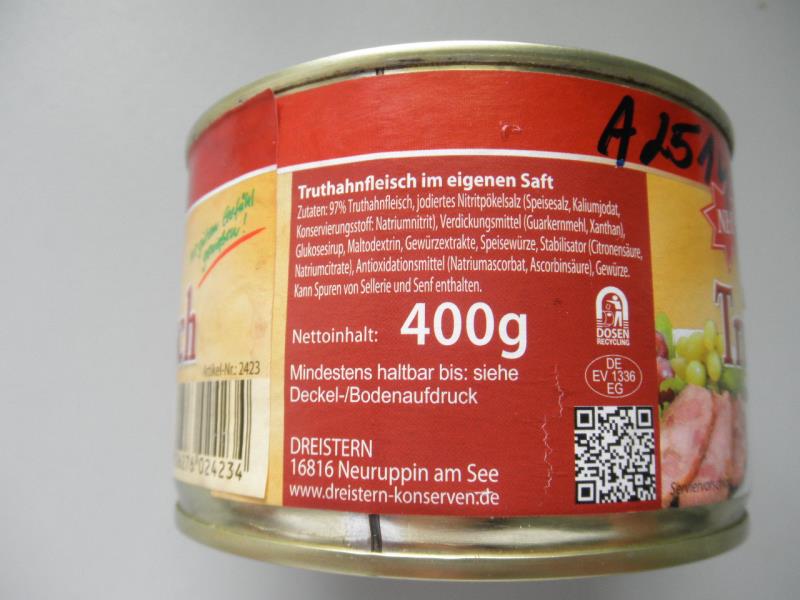 A 251
Truthahnfleisch im eigenen Saft
Zutaten: 97% Truthahnfleisch, jodiertes Nitritpökelsalz (Speisesalz, Kaliumjodat,
Konservierungsstoff: Natriumnitrit), Verdickungsmittel (Guarkernmehl, Xanthan),
Glukosesirup, Maltodextrin, Gewürzextrakte, Speisewürze, Stabilisator (Citronensäure,
Natriumcitrate), Antioxidationsmittel (Natriumascorbat, Ascorbinsäure), Gewürze.
Kann Spuren von Sellerie und Senf enthalten.
Nettoinhalt: 400g
Mindestens haltbar bis: siehe
Deckel-/Bodenaufdruck
DREISTERN
16816 Neuruppin am See
www.dreistern-konserven.de
DOSEN
RECYCLING
DE
EV 1336
EG
ch
Artikel-Nr.: 2423
024234
Serviervorschl